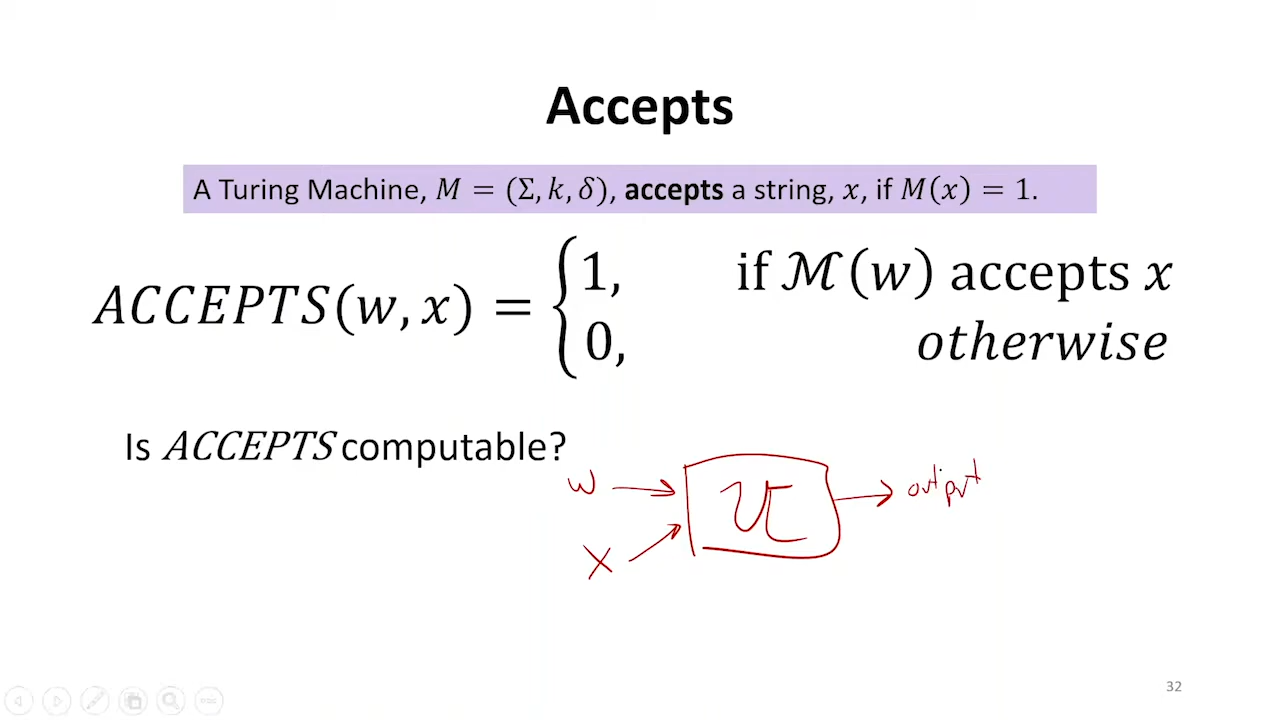 Accepts
A Turing Machine, M = (Σ, k, δ), accepts a string, x, if M(x) = 1.
ACCEPTS(w, x) = { 1, if ℳ(w) accepts x
0, otherwise
Is ACCEPTS computable?
w
U
output
X
32